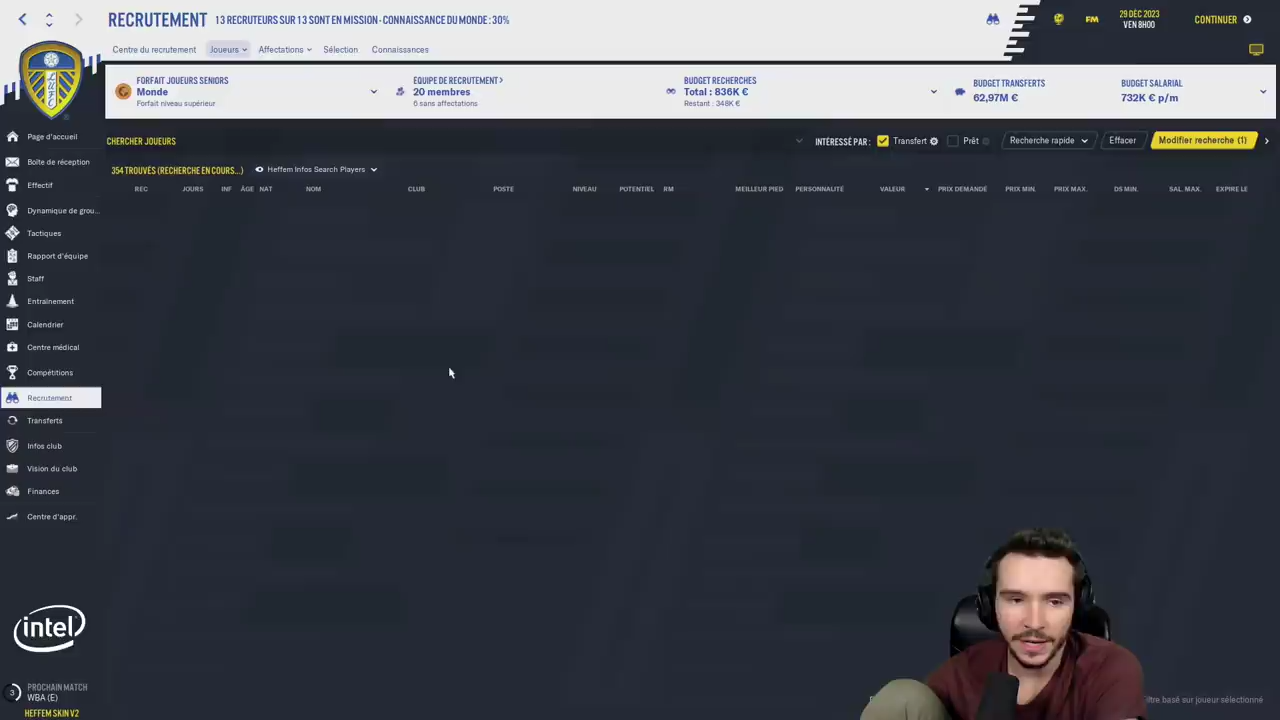 RECRUTEMENT
13 RECRUTEURS SUR 13 SONT EN MISSION - CONNAISSANCE DU MONDE : 30%
FM
29 DÉC 2023
VEN 8H00
CONTINUER
Centre du recrutement
Joueurs
Affectations
Sélection
Connaissances
FORFAIT JOUEURS SENIORS
Monde
Forfait niveau supérieur
EQUIPE DE RECRUTEMENT
20 membres
6 sans affectations
BUDGET RECHERCHES
Total : 836K €
Restant : 348K €
BUDGET TRANSFERTS
62,97M €
BUDGET SALARIAL
732K € p/m
CHERCHER JOUEURS
INTÉRESSÉ PAR :
Transfert
Prêt
Recherche rapide
Effacer
Modifier recherche (1)
354 TROUVÉS (RECHERCHE EN COURS...)
Heffem Infos Search Players
REC JOURS INF ÂGE NAT NOM CLUB POSTE NIVEAU POTENTIEL RM MEILLEUR PIED PERSONNALITÉ VALEUR PRIX DEMANDÉ PRIX MIN. PRIX MAX. DS MIN. SAL. MAX. EXPIRE LE
Page d'accueil
Boîte de réception
Effectif
Dynamique de grou...
Tactiques
Rapport d'équipe
Staff
Entraînement
Calendrier
Centre médical
Compétitions
Recrutement
Transferts
Infos club
Vision du club
Finances
Centre d'appr.
intel
3
PROCHAIN MATCH
WBA (E)
HEFFEM SKIN V2
iltre basé sur joueur sélectionné